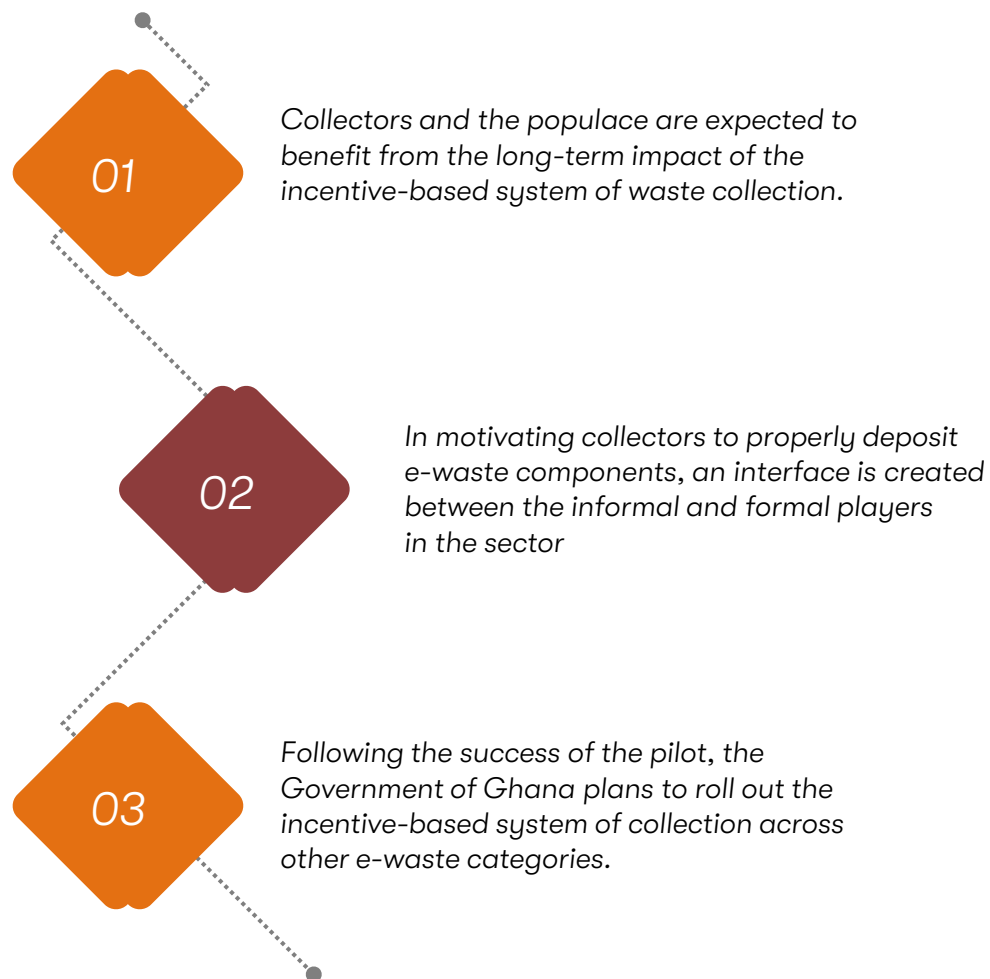 01
Collectors and the populace are expected to
benefit from the long-term impact of the
incentive-based system of waste collection.
02
In motivating collectors to properly deposit
e-waste components, an interface is created
between the informal and formal players
in the sector
03
Following the success of the pilot, the
Government of Ghana plans to roll out the
incentive-based system of collection across
other e-waste categories.